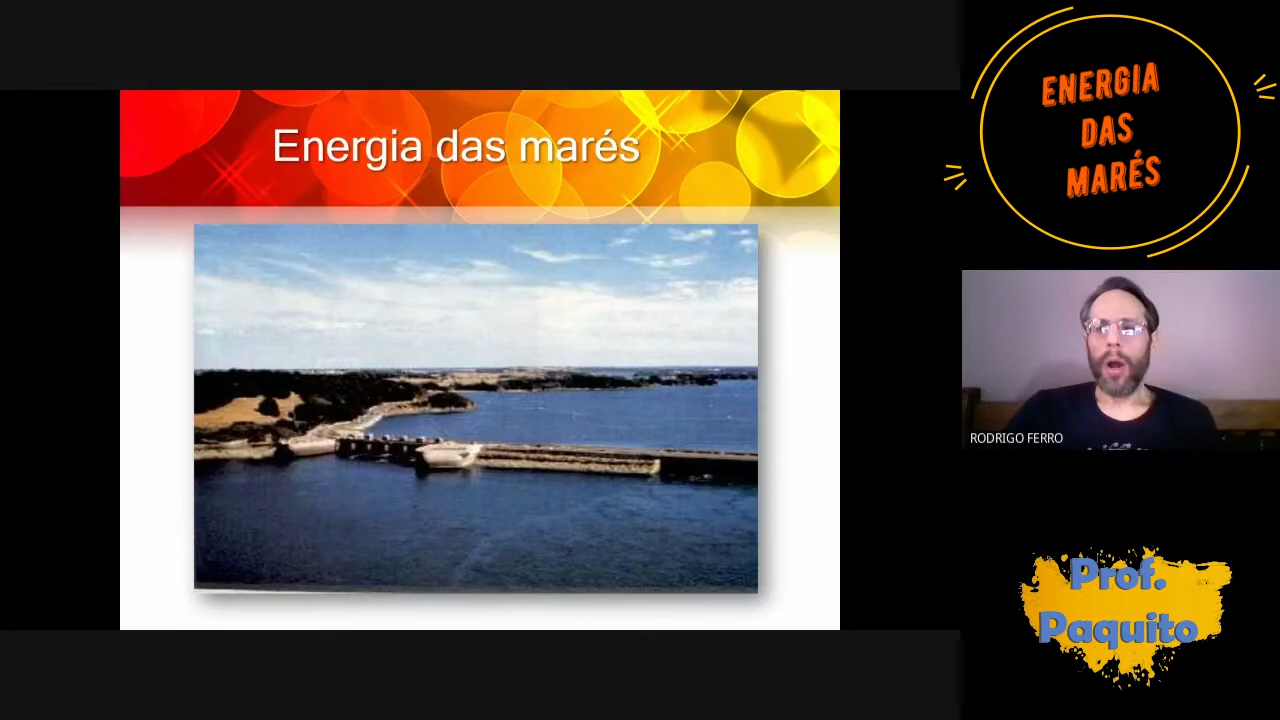 Energia das marés
ENERGIA
DAS
MARÉS
RODRIGO FERRO
Prof.
Paquito